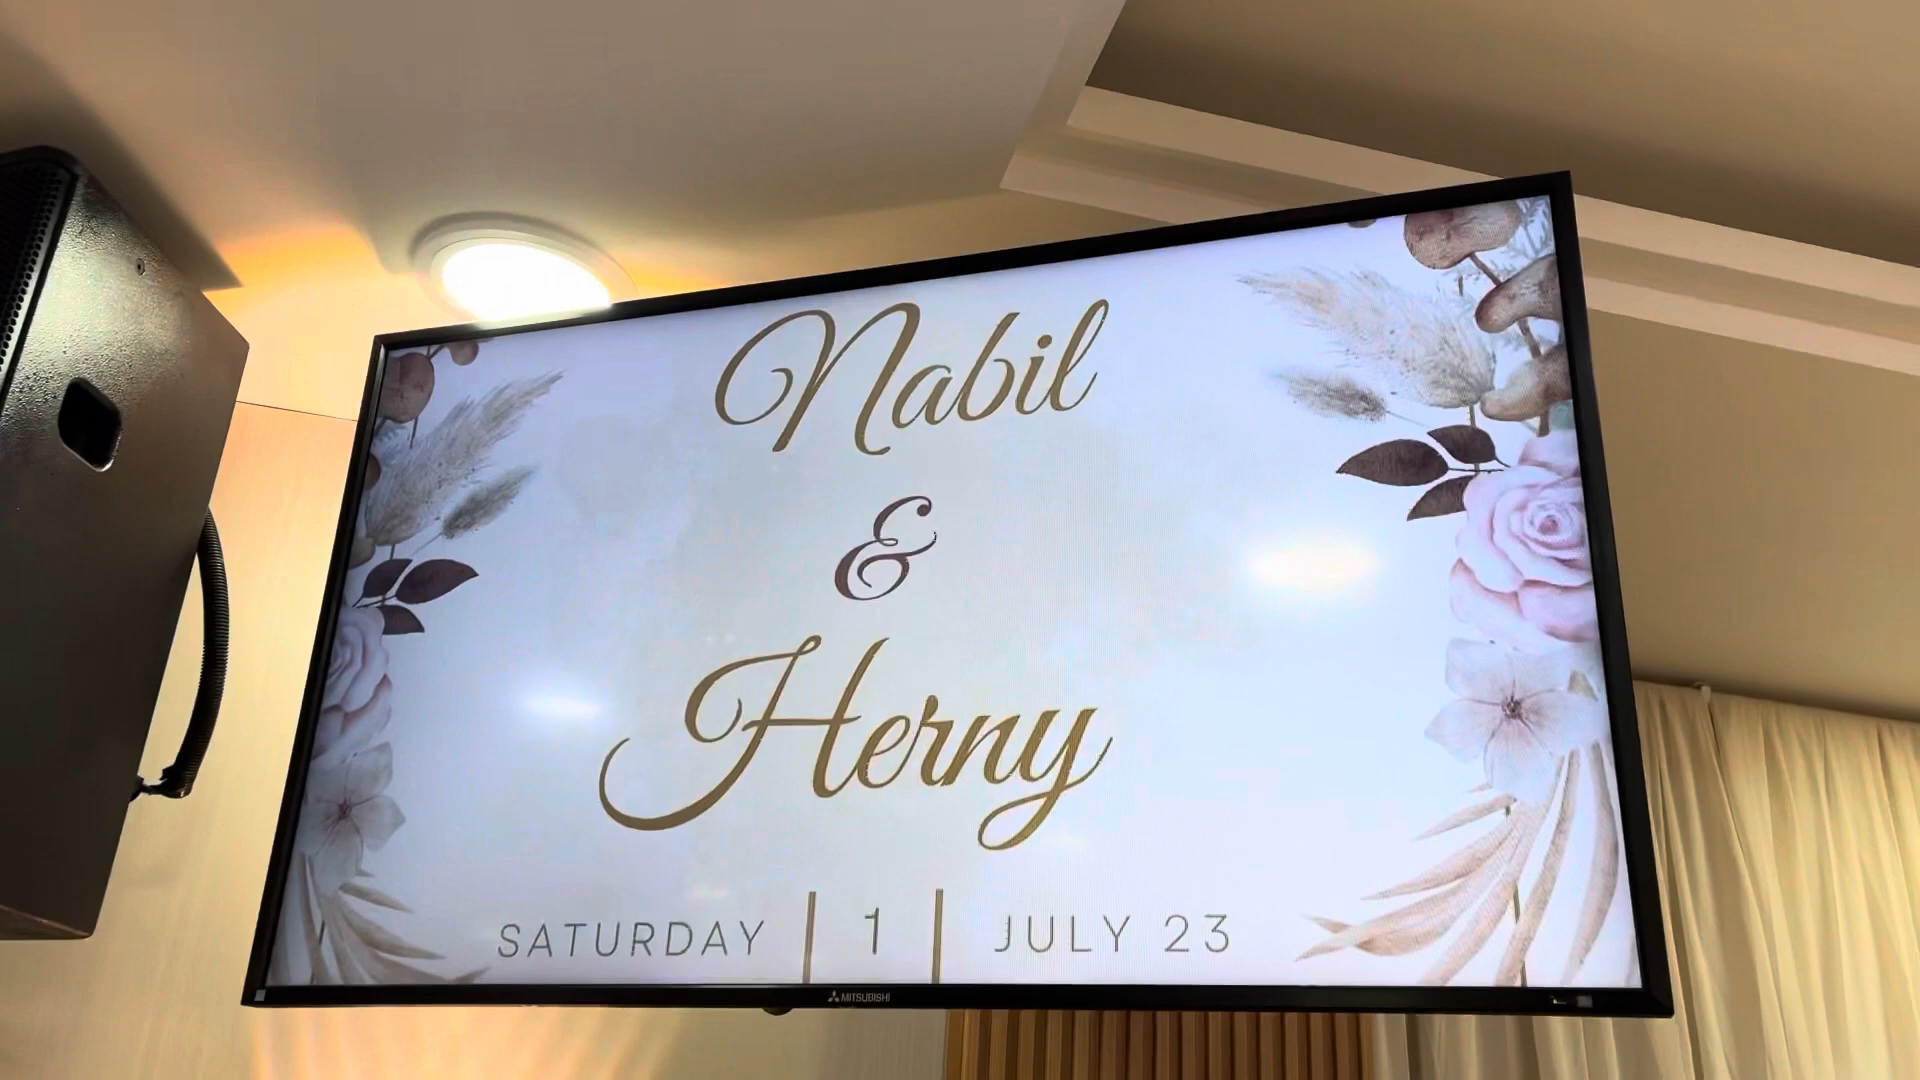 Nabil
&
Herny
SATURDAY | 1 | JULY 23
MITSUBISHI